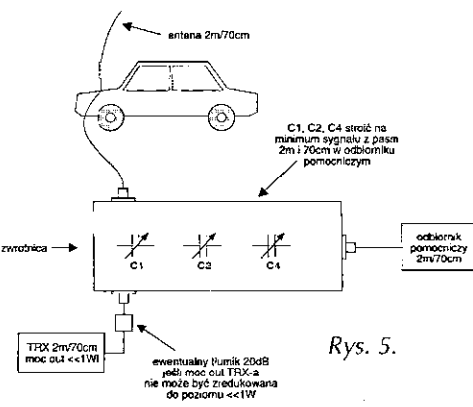 antena 2m/70cm
C1, C2, C4 stroić na
minimum sygnału z pasm
2m i 70cm w odbiorniku
pomocniczym
zwrotnica
C1
C2
C4
odbiornik
pomocniczy
2m/70cm
TRX 2m/70cm
moc out <<1W!
ewentualny tłumik 20dB
jeśli moc out TRX-a
nie może być zredukowana
do poziomu <<1W
Rys. 5.